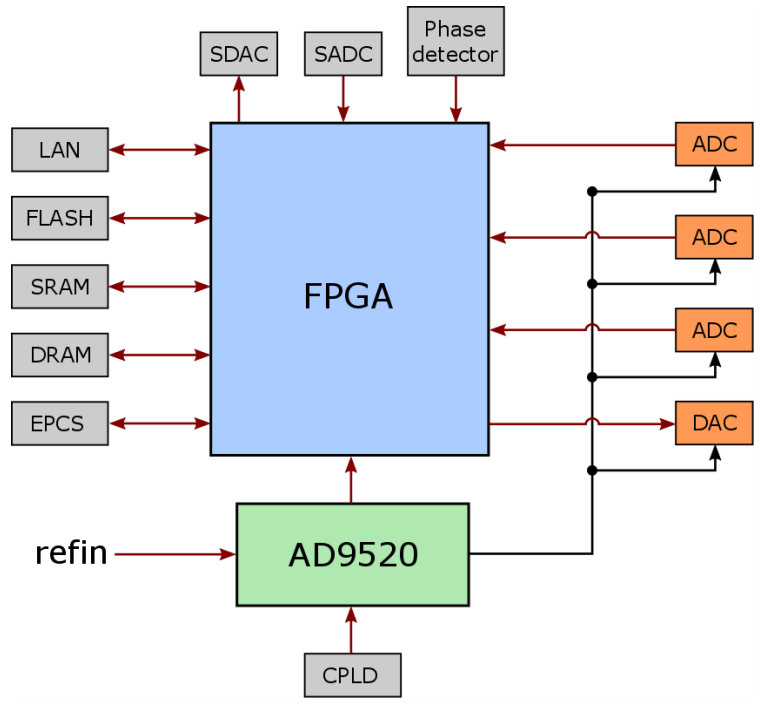 SDAC
SADC
Phase
detector
LAN
FLASH
SRAM
DRAM
EPCS
FPGA
ADC
ADC
ADC
DAC
refin
AD9520
CPLD